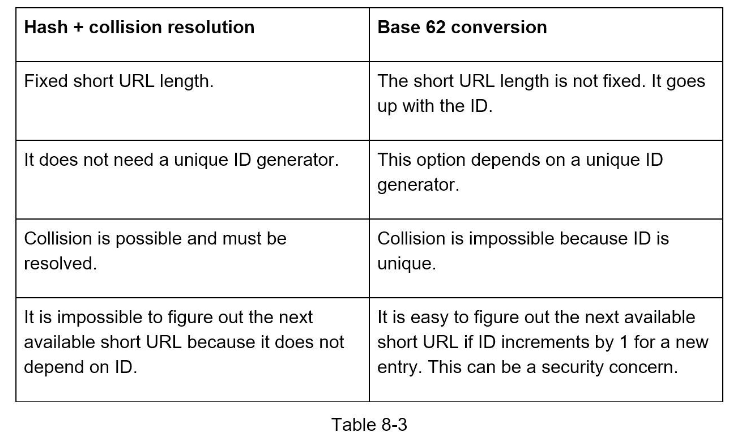 Hash + collision resolution
Base 62 conversion
Fixed short URL length.
The short URL length is not fixed. It goes
up with the ID.
It does not need a unique ID generator.
This option depends on a unique ID
generator.
Collision is possible and must be
resolved.
Collision is impossible because ID is
unique.
It is impossible to figure out the next
available short URL because it does not
depend on ID.
It is easy to figure out the next available
short URL if ID increments by 1 for a new
entry. This can be a security concern.
Table 8-3